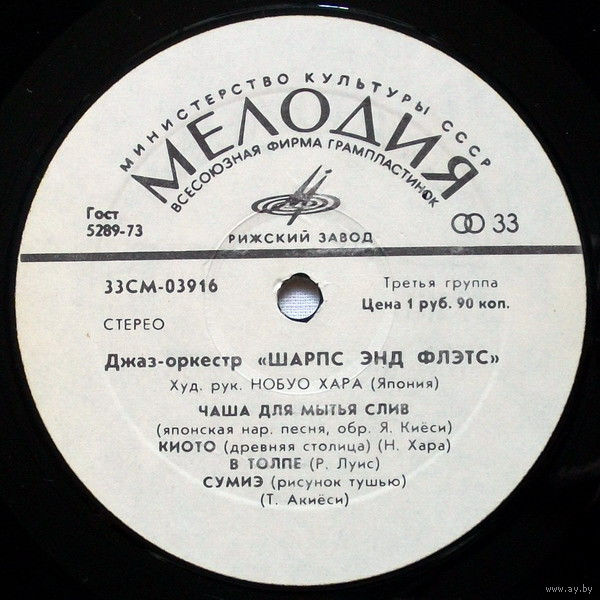 МИНИСТЕРСТВО КУЛЬТУРЫ СССР
МЕЛОДИЯ
ВСЕСОЮЗНАЯ ФИРМА ГРАМПЛАСТИНОК
Гост
5289-73
33
РИЖСКИЙ ЗАВОД
33СМ-03916
Третья группа
Цена 1 руб. 90 коп.
СТЕРЕО
Джаз-оркестр «ШАРПС ЭНД ФЛЭТС»
Худ. рук. НОБУО ХАРА (Япония)
ЧАША ДЛЯ МЫТЬЯ СЛИВ
(японская нар. песня, обр. Я. Киёси)
КИОТО (древняя столица) (Н. Хара)
В ТОЛПЕ (Р. Луис)
СУМИЭ (рисунок тушью)
(Т. Акиёси)
www.ay.by